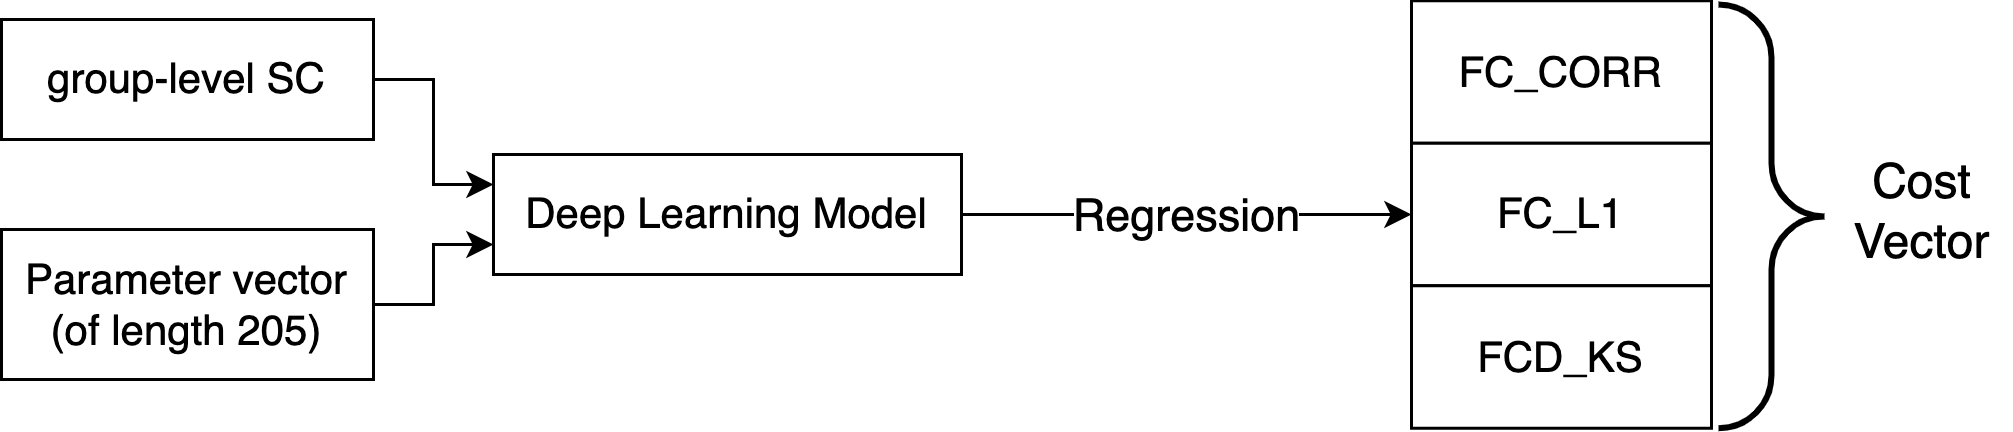 group-level SC
Parameter vector
(of length 205)
Deep Learning Model
Regression
FC_CORR
FC_L1
FCD_KS
Cost
Vector